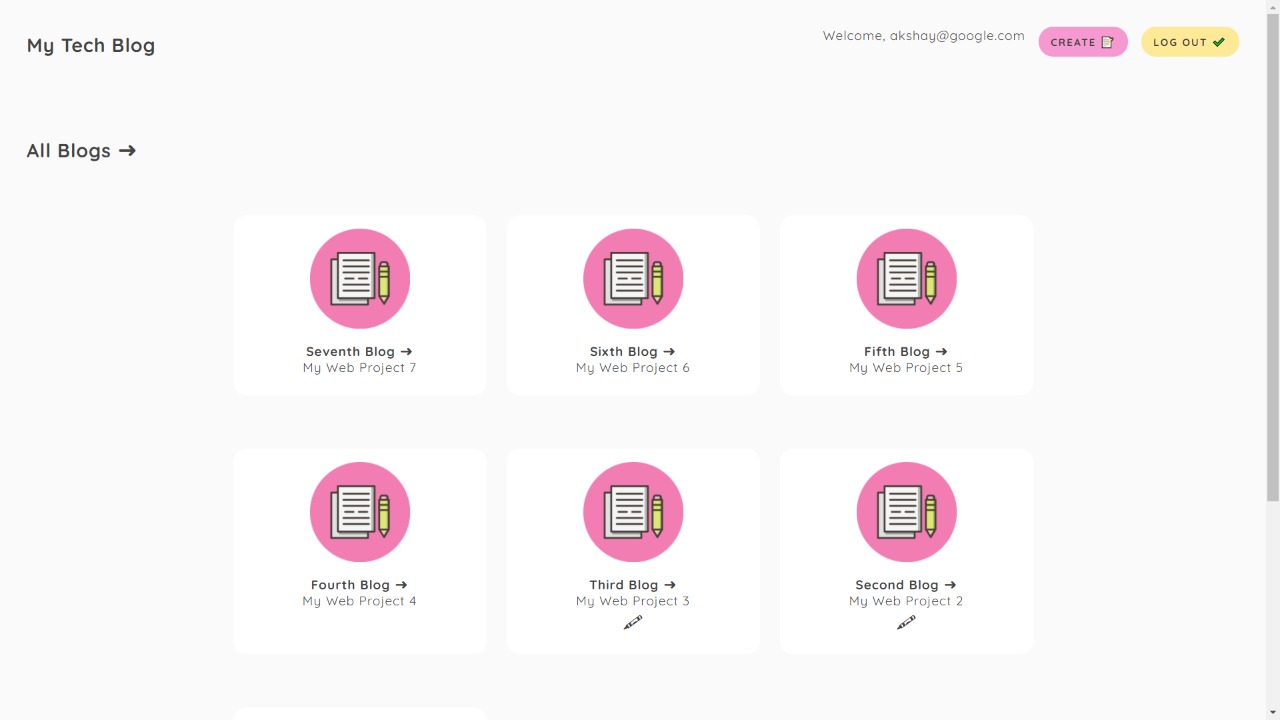 My Tech Blog
Welcome, akshay@google.com
CREATE 📝
LOG OUT ✔
All Blogs ➜
Seventh Blog ➜
My Web Project 7
Sixth Blog ➜
My Web Project 6
Fifth Blog ➜
My Web Project 5
Fourth Blog ➜
My Web Project 4
Third Blog ➜
My Web Project 3
Second Blog ➜
My Web Project 2